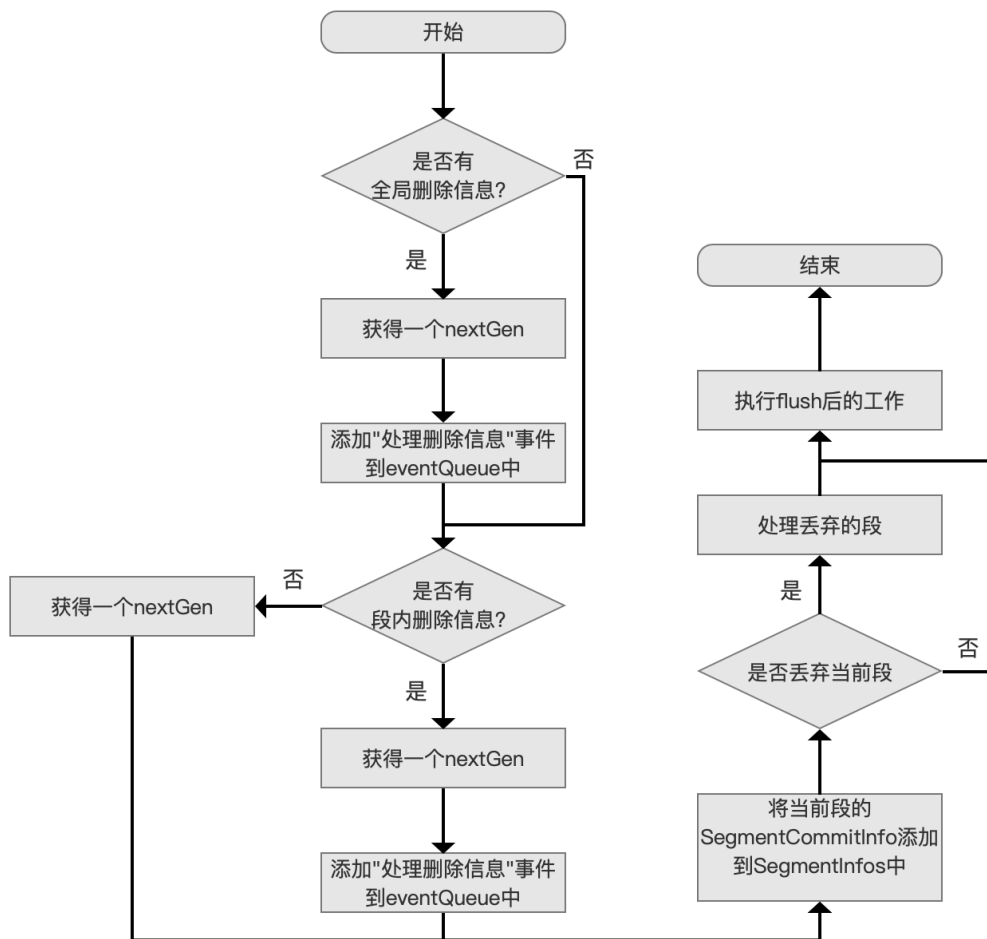 开始
是否有
全局删除信息?
否
是
获得一个nextGen
添加"处理删除信息"事件
到eventQueue中
是否有
段内删除信息?
否
获得一个nextGen
是
获得一个nextGen
添加"处理删除信息"事件
到eventQueue中
将当前段的
SegmentCommitInfo添加
到SegmentInfos中
是否丢弃当前段
否
是
处理丢弃的段
执行flush后的工作
结束